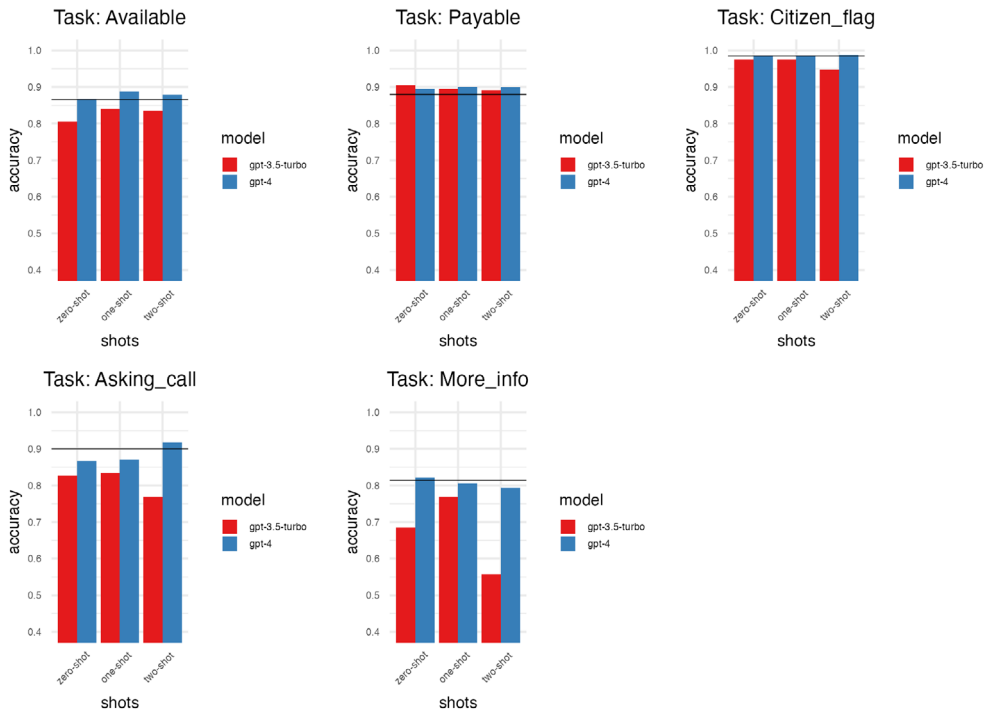 Task: Available
1.0
0.9
0.8
0.7
0.6
0.5
0.4
accuracy
zero-shot
one-shot
two-shot
shots
model
gpt-3.5-turbo
gpt-4
Task: Payable
1.0
0.9
0.8
0.7
0.6
0.5
0.4
accuracy
zero-shot
one-shot
two-shot
shots
model
gpt-3.5-turbo
gpt-4
Task: Citizen_flag
1.0
0.9
0.8
0.7
0.6
0.5
0.4
accuracy
zero-shot
one-shot
two-shot
shots
model
gpt-3.5-turbo
gpt-4
Task: Asking_call
1.0
0.9
0.8
0.7
0.6
0.5
0.4
accuracy
zero-shot
one-shot
two-shot
shots
model
gpt-3.5-turbo
gpt-4
Task: More_info
1.0
0.9
0.8
0.7
0.6
0.5
0.4
accuracy
zero-shot
one-shot
two-shot
shots
model
gpt-3.5-turbo
gpt-4